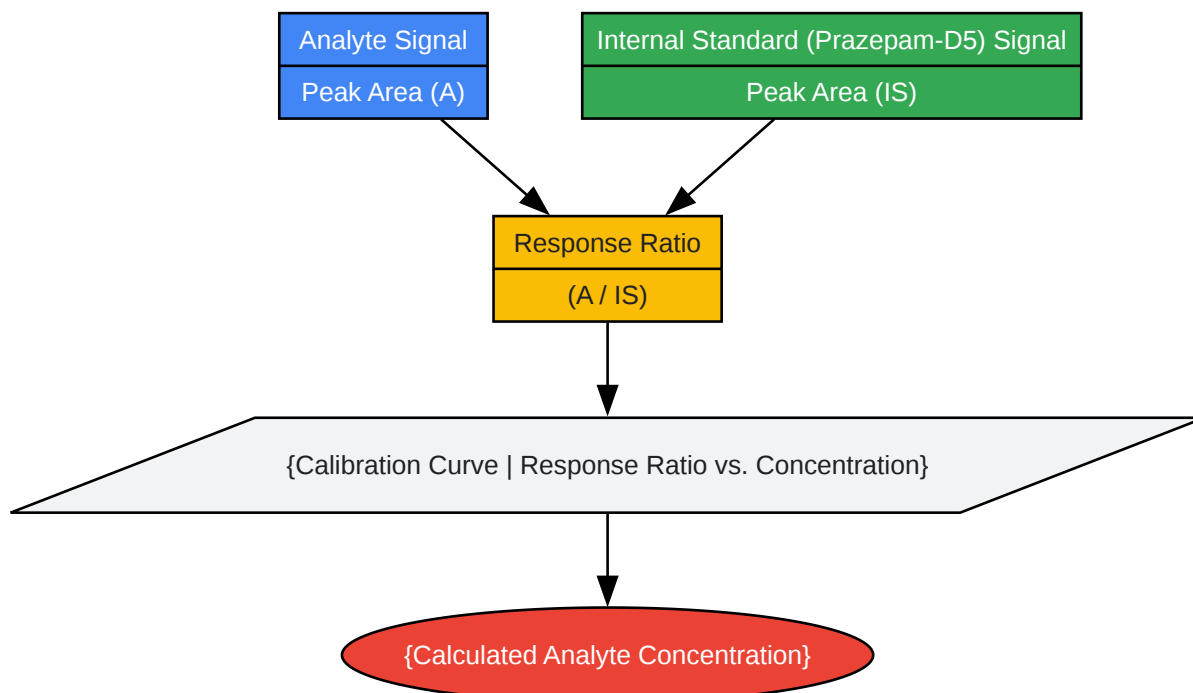 Analyte Signal
Peak Area (A)
Internal Standard (Prazepam-D5) Signal
Peak Area (IS)
Response Ratio
(A / IS)
{Calibration Curve | Response Ratio vs. Concentration}
{Calculated Analyte Concentration}